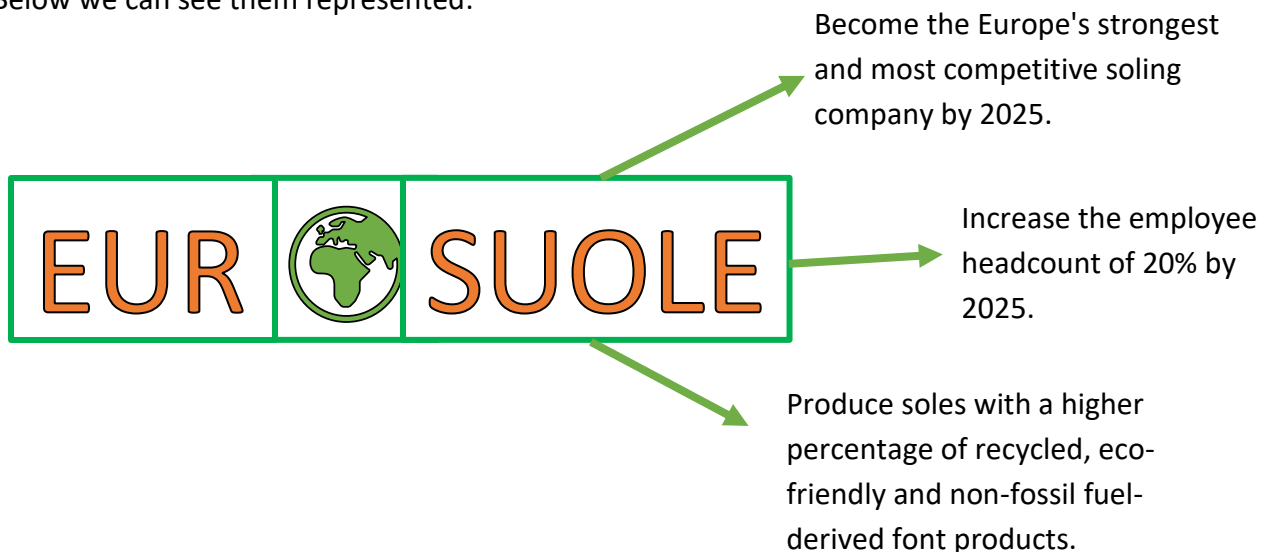 Below we can see them represented:
Become the Europe's strongest
and most competitive soling
company by 2025.
EUR SUOLE
Increase the employee
headcount of 20% by
2025.
Produce soles with a higher
percentage of recycled, eco-
friendly and non-fossil fuel-
derived font products.